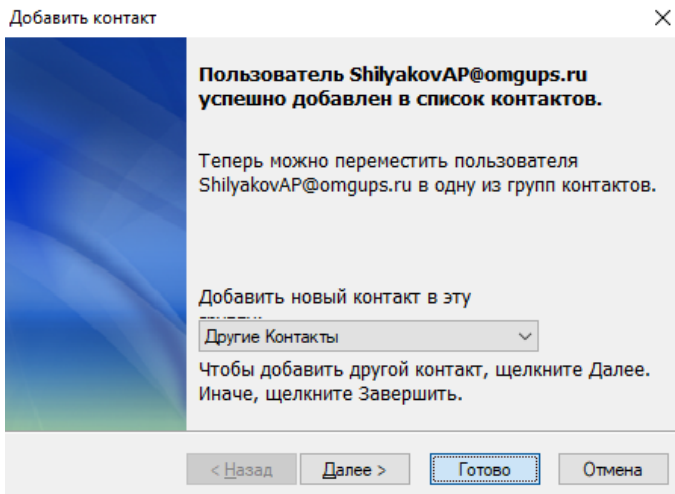 Добавить контакт
Пользователь ShilyakovAP@omgups.ru
успешно добавлен в список контактов.
Теперь можно переместить пользователя
ShilyakovAP@omgups.ru в одну из групп контактов.
Добавить новый контакт в эту
Другие Контакты
Чтобы добавить другой контакт, щелкните Далее.
Иначе, щелкните Завершить.
< Назад Далее > Готово Отмена